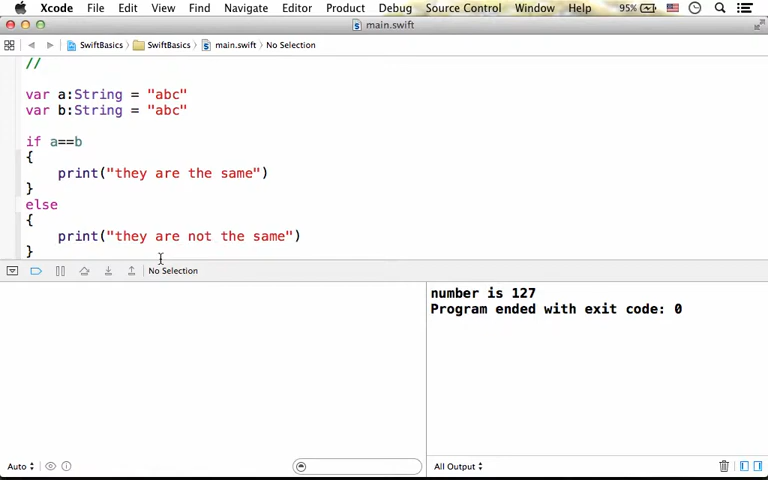 Xcode File Edit View Find Navigate Editor Product Debug Source Control Window Help 95%
main.swift
SwiftBasics SwiftBasics main.swift No Selection
//
var a:String = "abc"
var b:String = "abc"
if a==b
{
print("they are the same")
}
else
{
print("they are not the same")
}
No Selection
number is 127
Program ended with exit code: 0
Auto
All Output